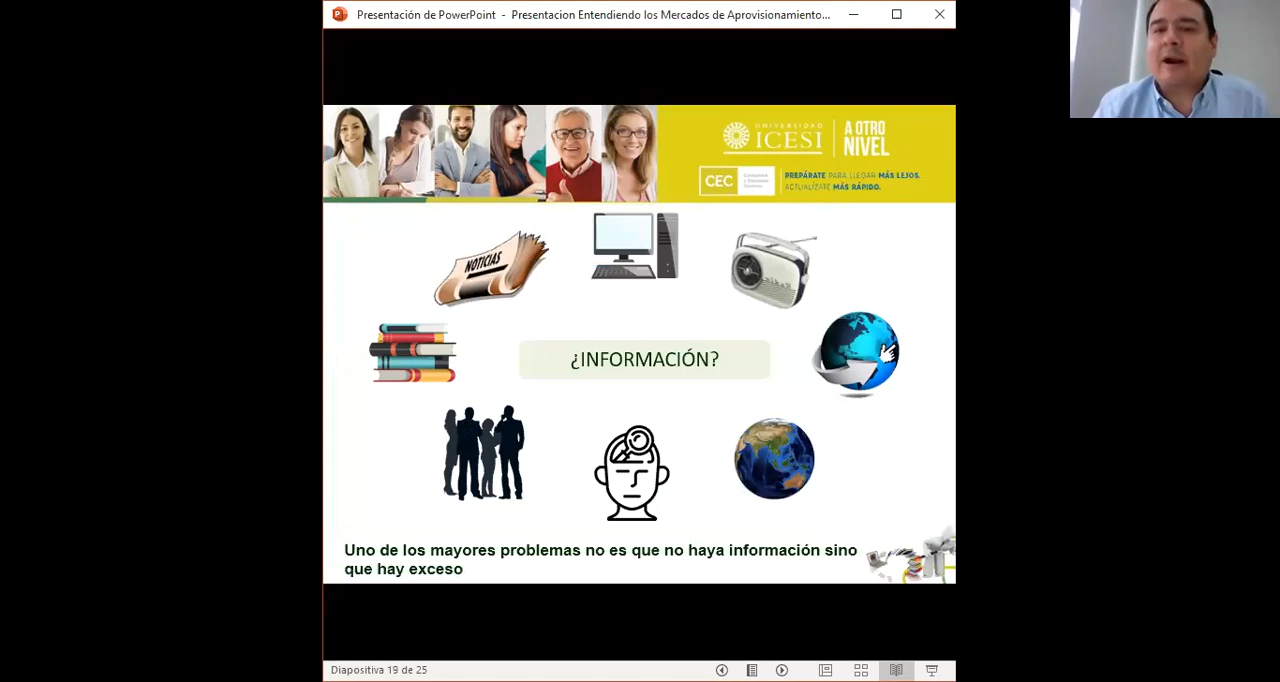 Presentación de PowerPoint - Presentacion Entendiendo los Mercados de Aprovisionamiento...
UNIVERSIDAD
ICESI
A OTRO
NIVEL
CEC
PREPÁRATE PARA LLEGAR MÁS LEJOS.
ACTUALÍZATE MÁS RÁPIDO.
NOTICIAS
¿INFORMACIÓN?
Uno de los mayores problemas no es que no haya información sino
que hay exceso
Diapositiva 19 de 25